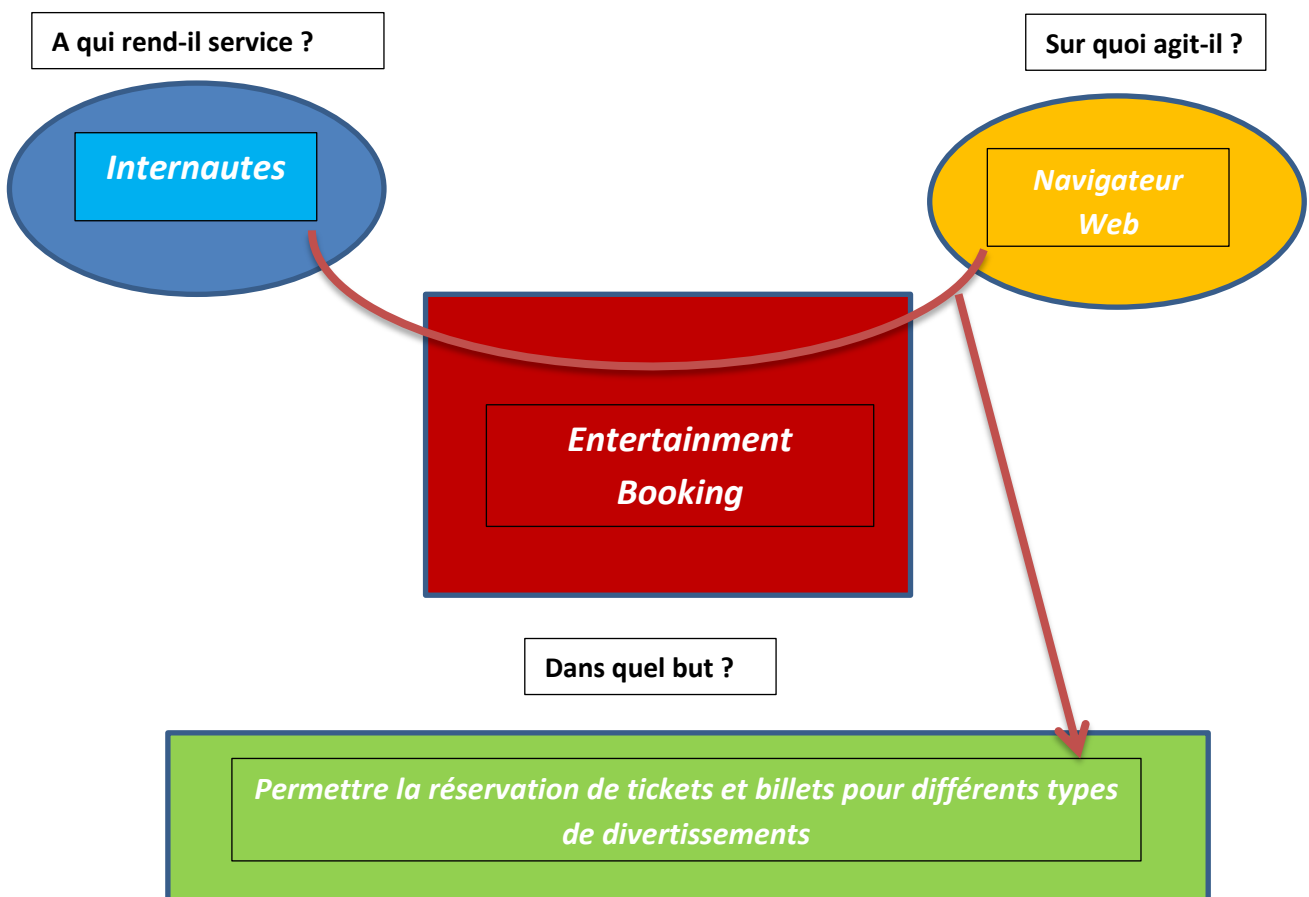 A qui rend-il service ?
Sur quoi agit-il ?
Internautes
Navigateur
Web
Entertainment
Booking
Dans quel but ?
Permettre la réservation de tickets et billets pour différents types
de divertissements